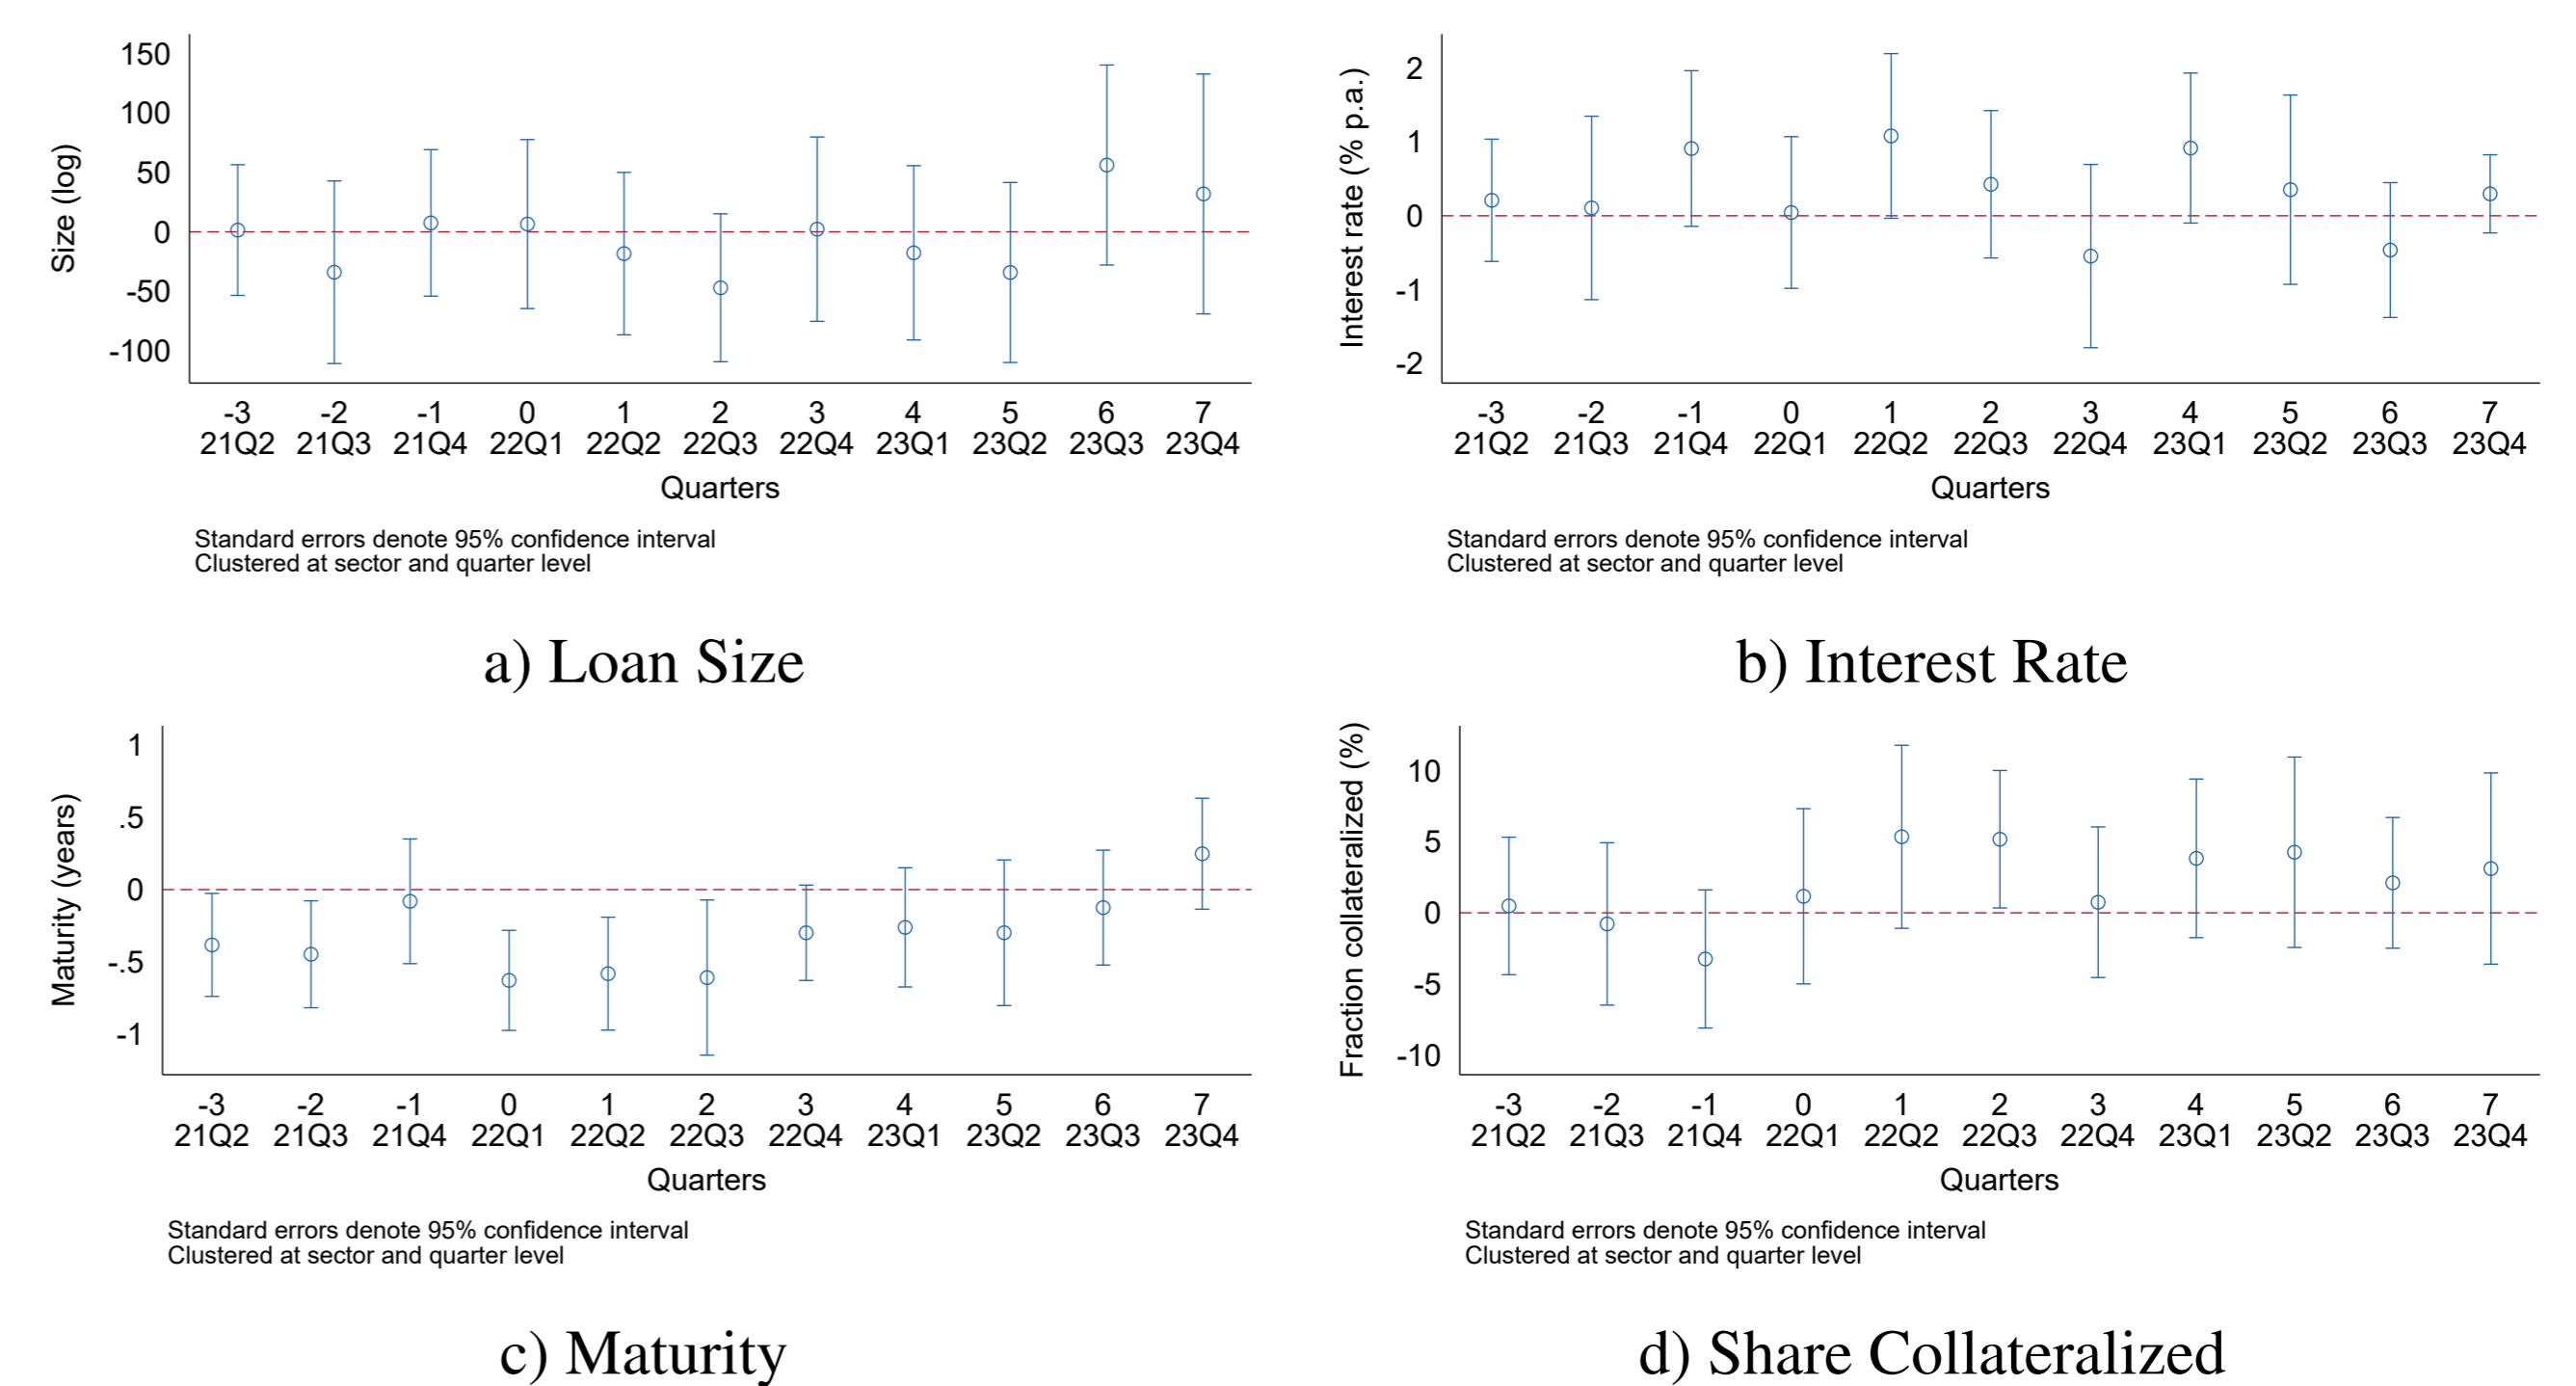 150
100
50
0
-50
-100
Size (log)
-3 -2 -1 0 1 2 3 4 5 6 7
21Q2 21Q3 21Q4 22Q1 22Q2 22Q3 22Q4 23Q1 23Q2 23Q3 23Q4
Quarters
Standard errors denote 95% confidence interval
Clustered at sector and quarter level
a) Loan Size
2
1
0
-1
-2
Interest rate (% p.a.)
-3 -2 -1 0 1 2 3 4 5 6 7
21Q2 21Q3 21Q4 22Q1 22Q2 22Q3 22Q4 23Q1 23Q2 23Q3 23Q4
Quarters
Standard errors denote 95% confidence interval
Clustered at sector and quarter level
b) Interest Rate
1
.5
0
-.5
-1
Maturity (years)
-3 -2 -1 0 1 2 3 4 5 6 7
21Q2 21Q3 21Q4 22Q1 22Q2 22Q3 22Q4 23Q1 23Q2 23Q3 23Q4
Quarters
Standard errors denote 95% confidence interval
Clustered at sector and quarter level
c) Maturity
10
5
0
-5
-10
Fraction collateralized (%)
-3 -2 -1 0 1 2 3 4 5 6 7
21Q2 21Q3 21Q4 22Q1 22Q2 22Q3 22Q4 23Q1 23Q2 23Q3 23Q4
Quarters
Standard errors denote 95% confidence interval
Clustered at sector and quarter level
d) Share Collateralized